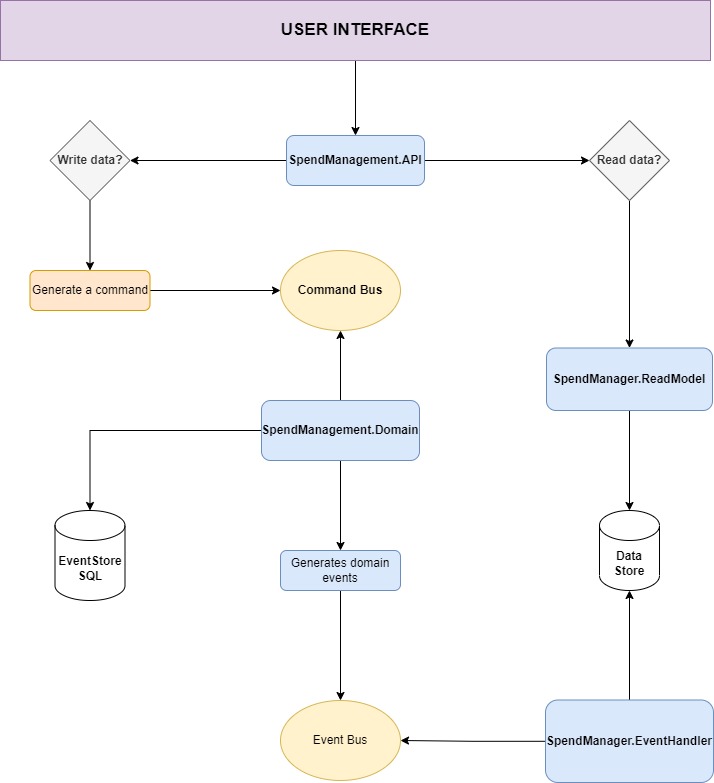 USER INTERFACE
Write data?
SpendManagement.API
Read data?
Generate a command
Command Bus
SpendManager.ReadModel
SpendManagement.Domain
EventStore
SQL
Generates domain
events
Data
Store
Event Bus
SpendManager.EventHandler